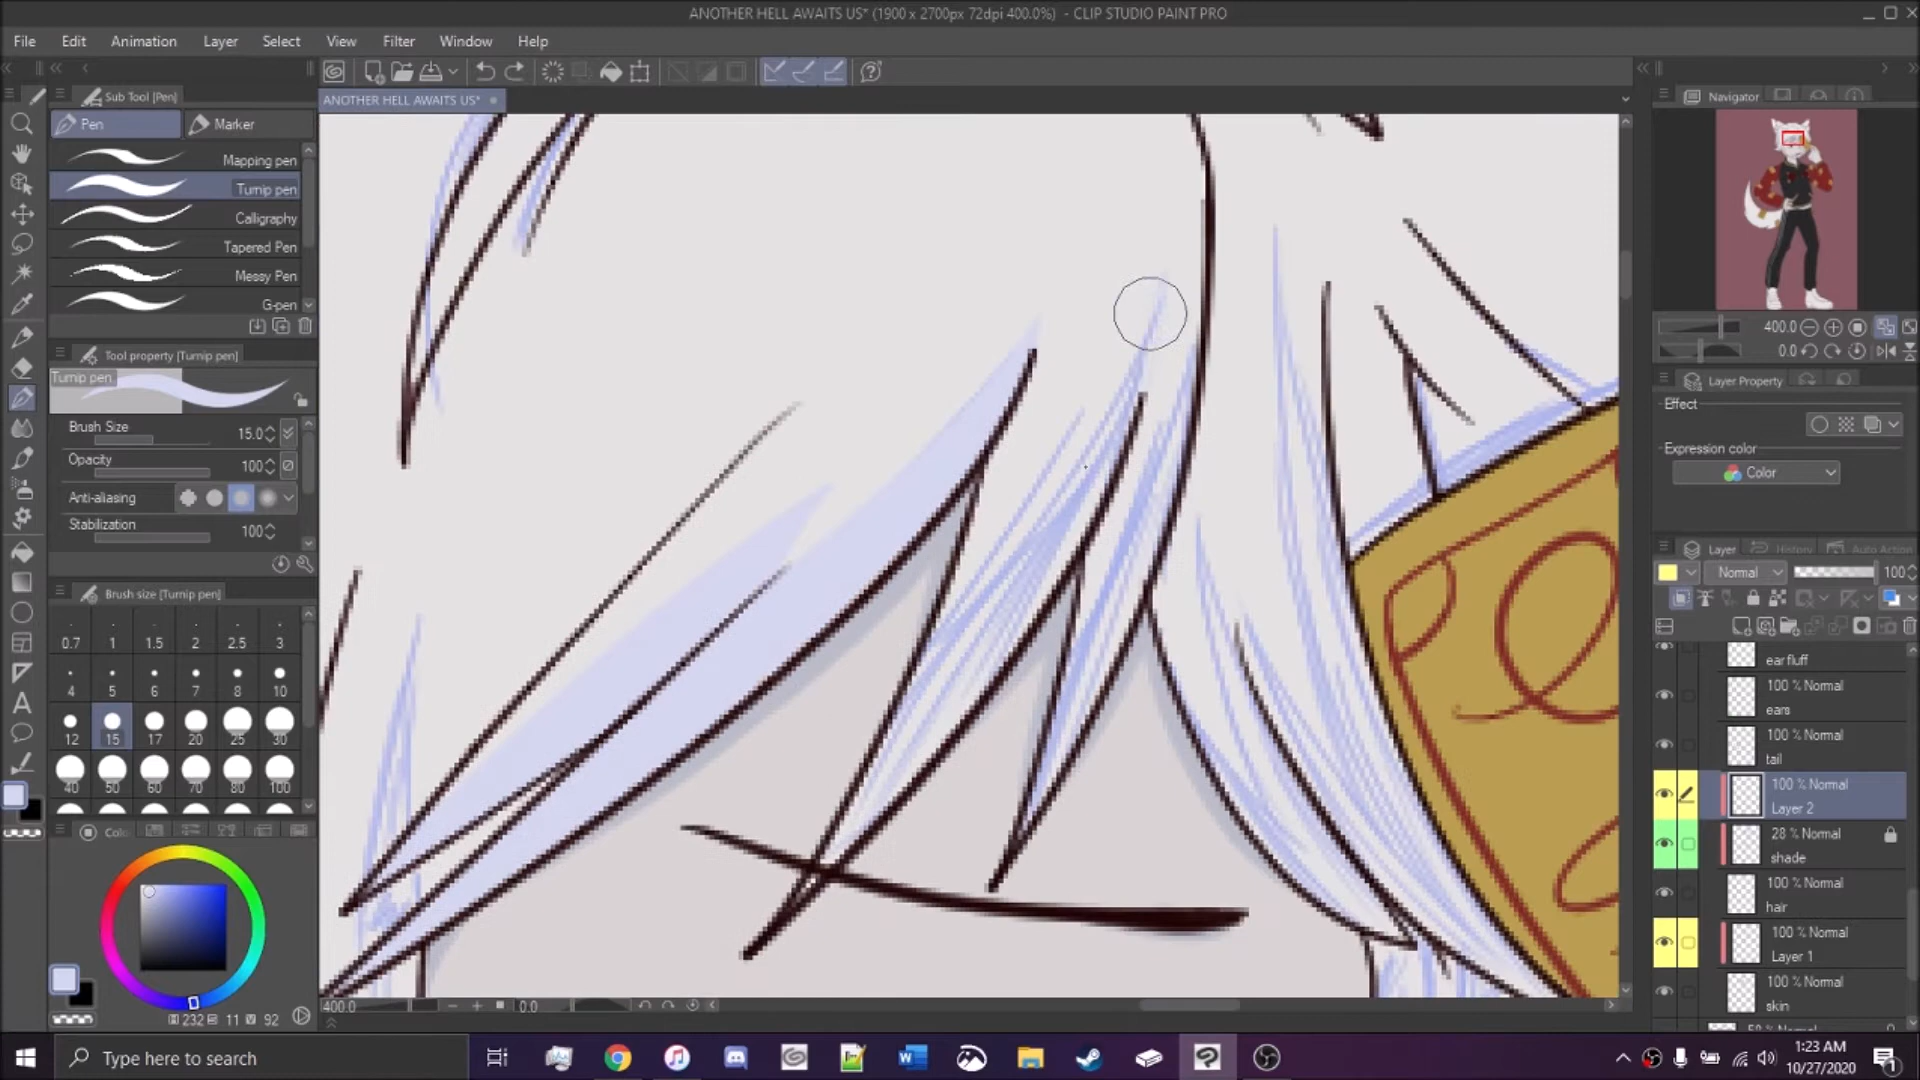 ANOTHER HELL AWAITS US* (1900 x 2700px 72dpi 400.0%) - CLIP STUDIO PAINT PRO
File Edit Animation Layer Select View Filter Window Help
Sub Tool [Pen]
ANOTHER HELL AWAITS US*
Navigator
Pen
Marker
Mapping pen
Turnip pen
Calligraphy
Tapered Pen
Messy Pen
G-pen
400.0
0.0
Tool property [Turnip pen]
Turnip pen
Layer Property
Effect
Brush Size 15.0
Expression color
Opacity 100
Color
Anti-aliasing
Stabilization 100
Layer History Auto Action
Normal 100
Brush size [Turnip pen]
0.7 1 1.5 2 2.5 3
4 5 6 7 8 10
12 15 17 20 25 30
40 50 60 70 80 100
ear fluff
100 % Normal
ears
100 % Normal
tail
100 % Normal
Layer 2
28 % Normal
shade
100 % Normal
hair
100 % Normal
Layer 1
100 % Normal
skin
Colo
232 11 92
400.0 0.0
Type here to search
1:23 AM
10/27/2020
1